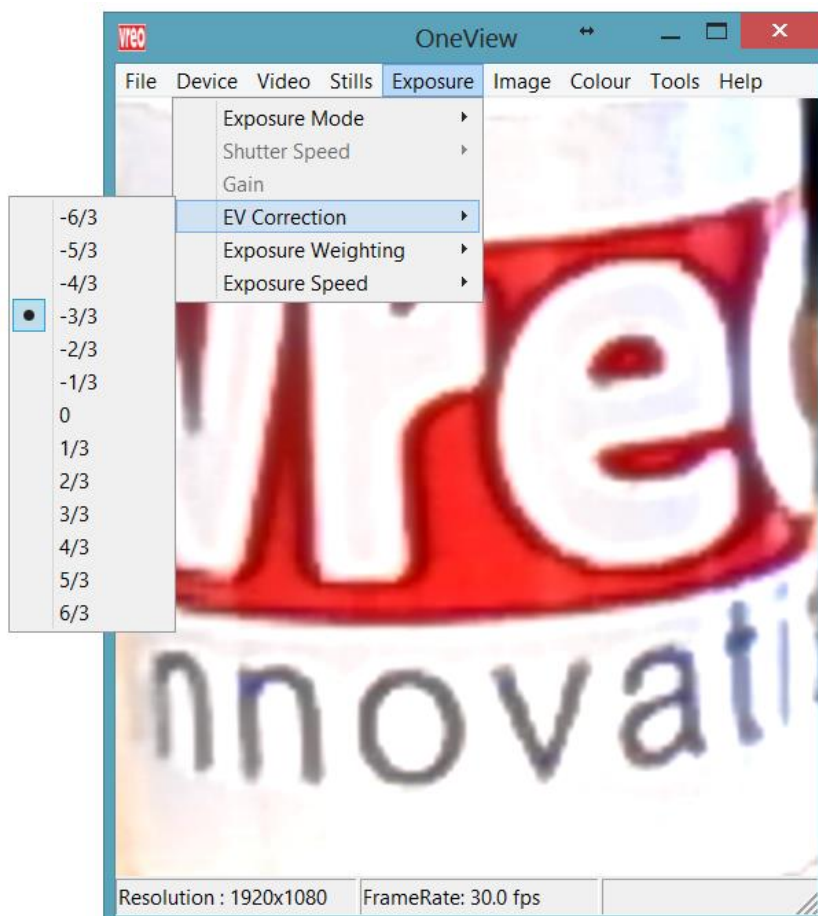 vreo
OneView
File Device Video Stills Exposure Image Colour Tools Help
Exposure Mode
Shutter Speed
Gain
EV Correction
Exposure Weighting
Exposure Speed
-6/3
-5/3
-4/3
-3/3
-2/3
-1/3
0
1/3
2/3
3/3
4/3
5/3
6/3
vreo
nnovati
Resolution : 1920x1080 FrameRate: 30.0 fps